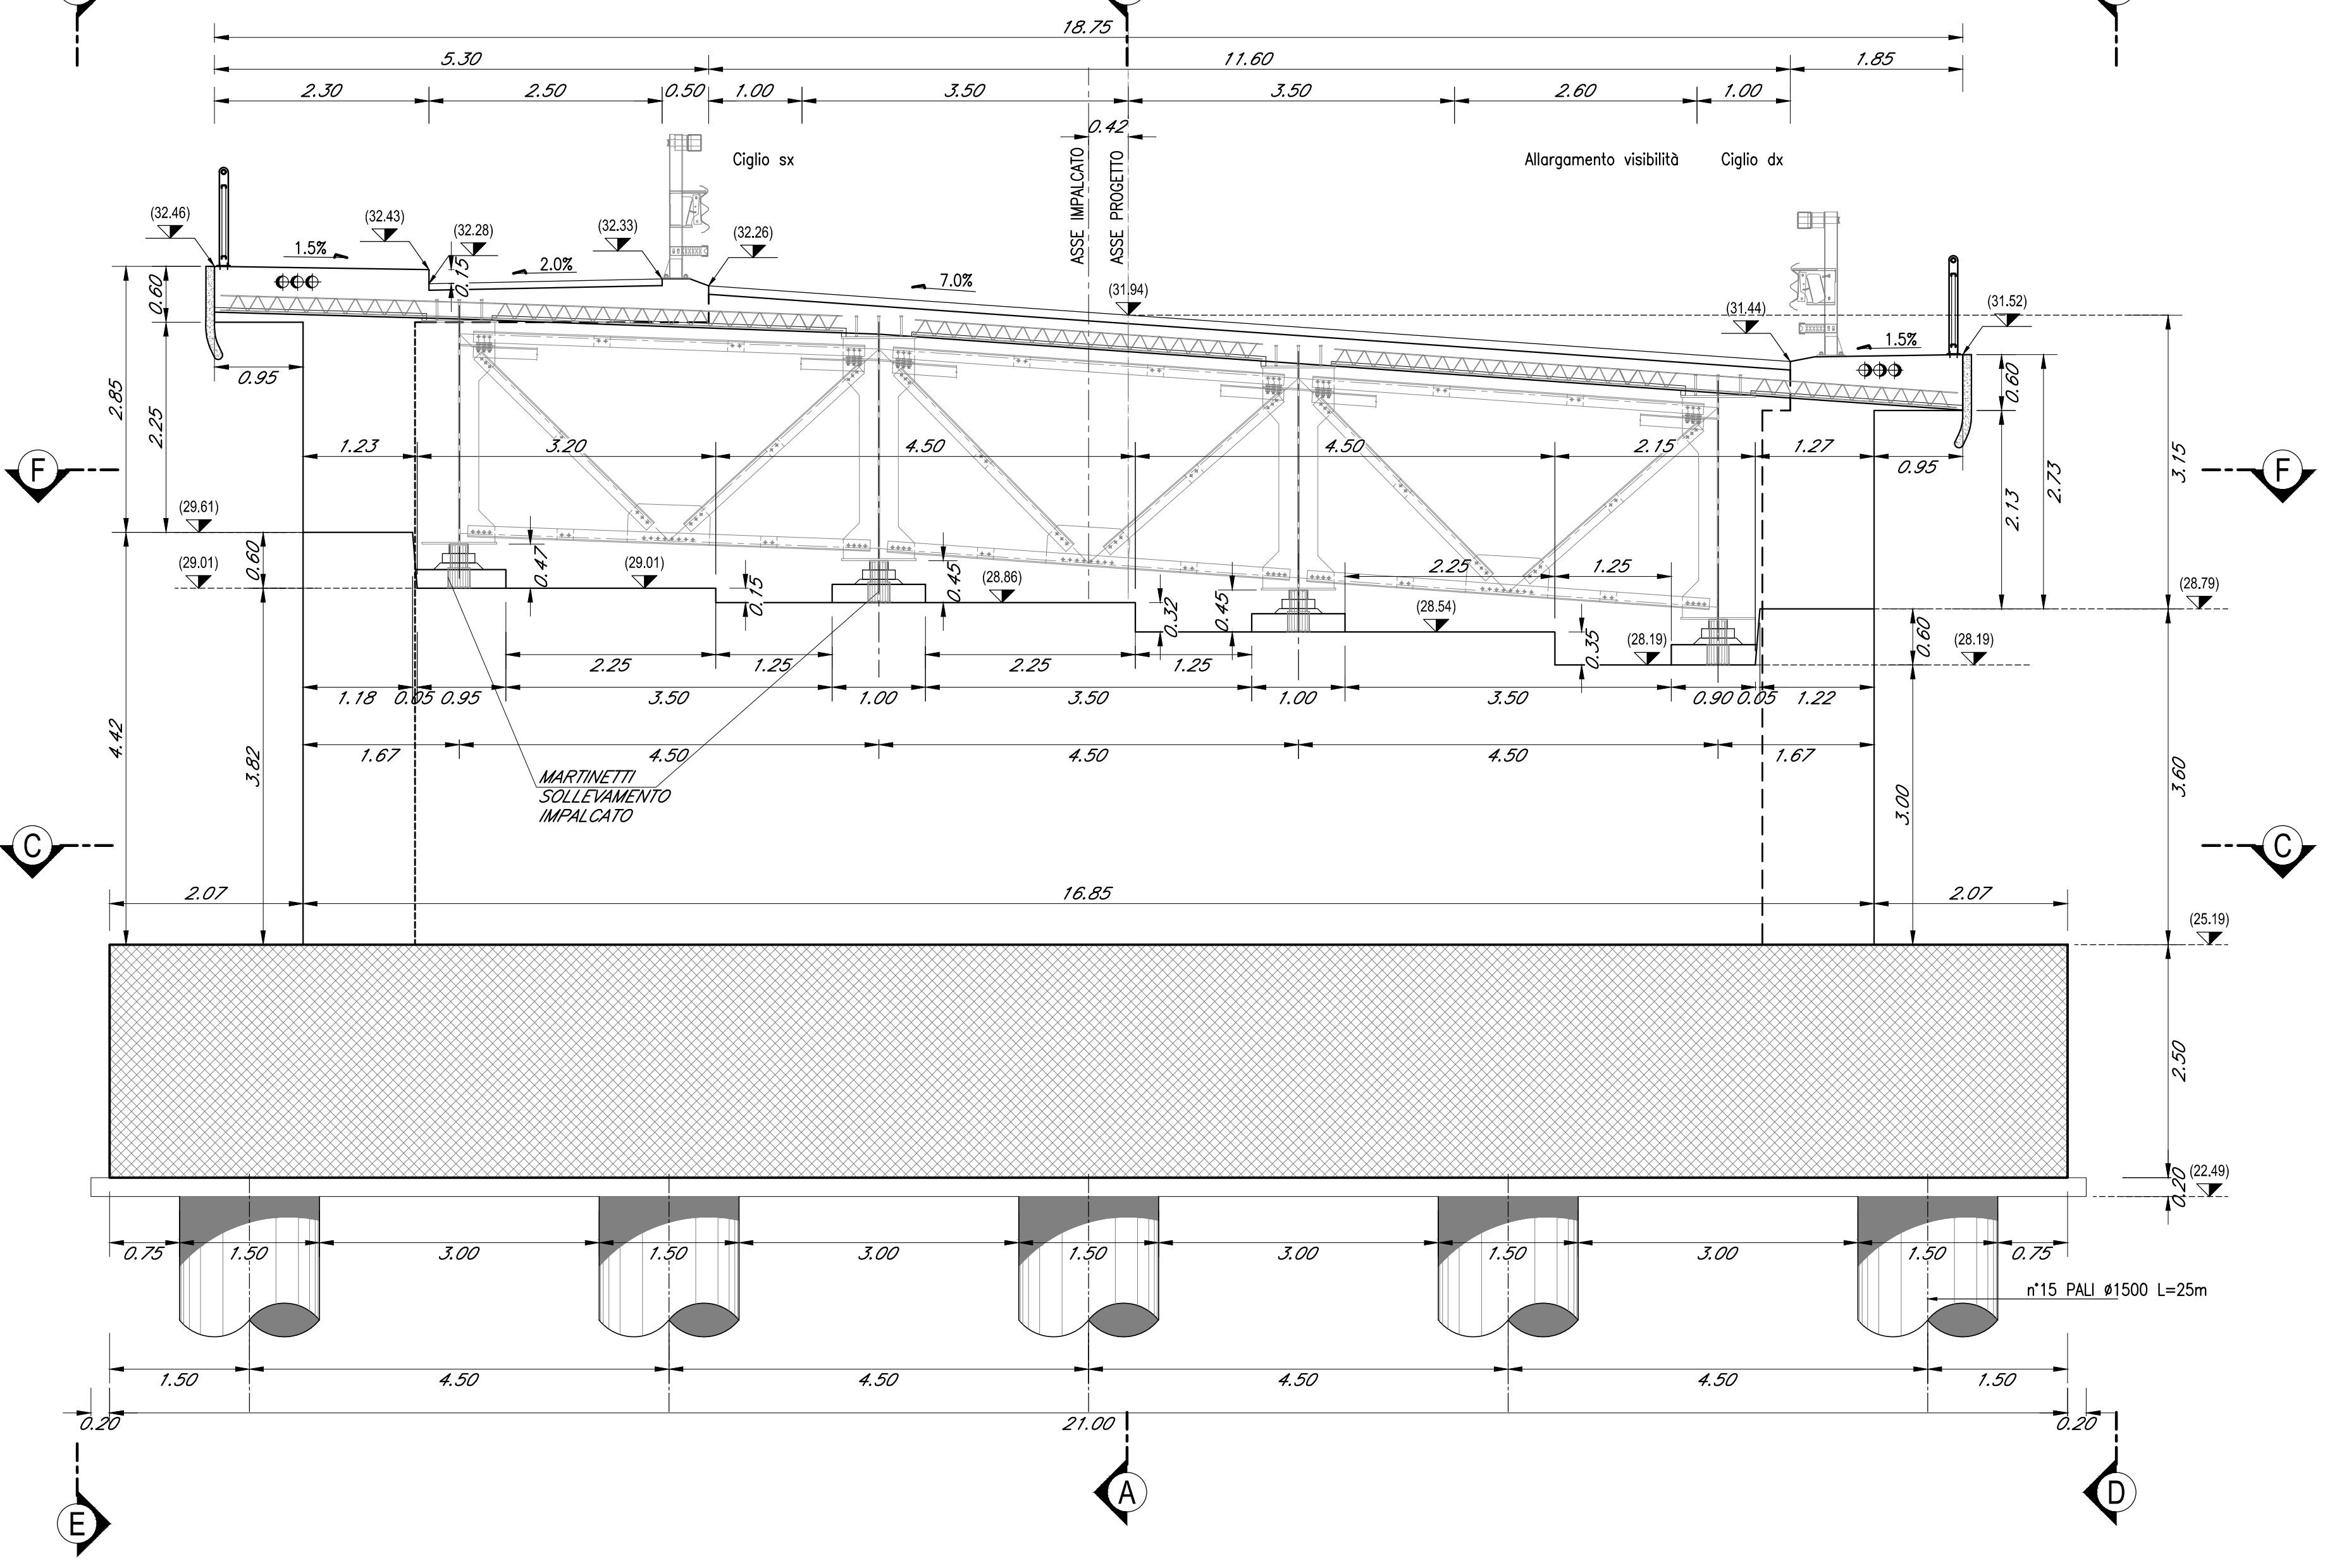 18.75
5.30 11.60 1.85
2.30 2.50 0.50 1.00 3.50 3.50 2.60 1.00
0.42
Ciglio sx
ASSE IMPALCATO
ASSE PROGETTO
Allargamento visibilità
Ciglio dx
(32.46) (32.43) (32.28) (32.33) (32.26)
1.5% 0.15 2.0% 7.0%
(31.94) (31.44) (31.52)
1.5%
0.60 0.60
2.85 2.25 0.95
1.23 3.20 4.50 4.50 2.15 1.27 0.95
3.15 2.73 2.13
F F
(29.61)
(29.01) 0.60 0.47 (29.01) 0.15 0.45 (28.86) 0.32 0.45 2.25 1.25 (28.54) 0.35 (28.19) 0.60 (28.19) (28.79)
2.25 1.25 2.25 1.25
1.18 0.05 0.95 3.50 1.00 3.50 1.00 3.50 0.90 0.05 1.22
4.42 3.82 3.00 3.60
1.67 4.50 4.50 4.50 1.67
MARTINETTI
SOLLEVAMENTO
IMPALCATO
C C
2.07 16.85 2.07
(25.19)
2.50
0.20 (22.49)
0.75 1.50 3.00 1.50 3.00 1.50 3.00 1.50 3.00 1.50 0.75
n°15 PALI ø1500 L=25m
1.50 4.50 4.50 4.50 4.50 1.50
0.20 21.00 0.20
E A D